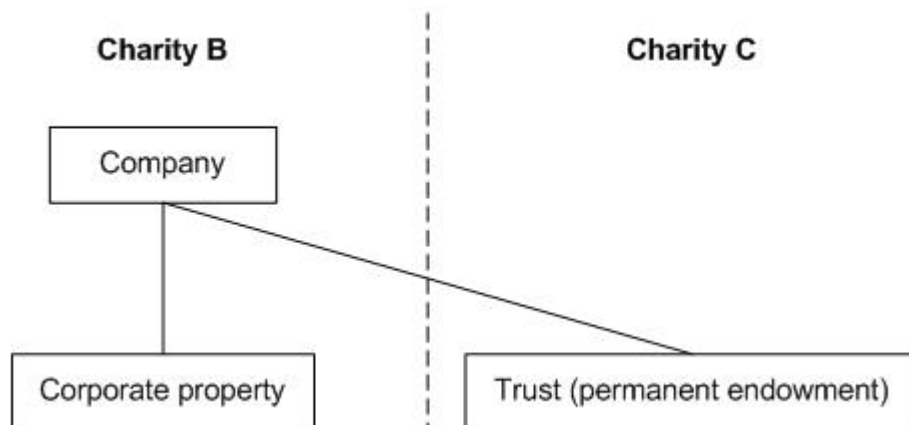 Charity B
Charity C
Company
Corporate property
Trust (permanent endowment)